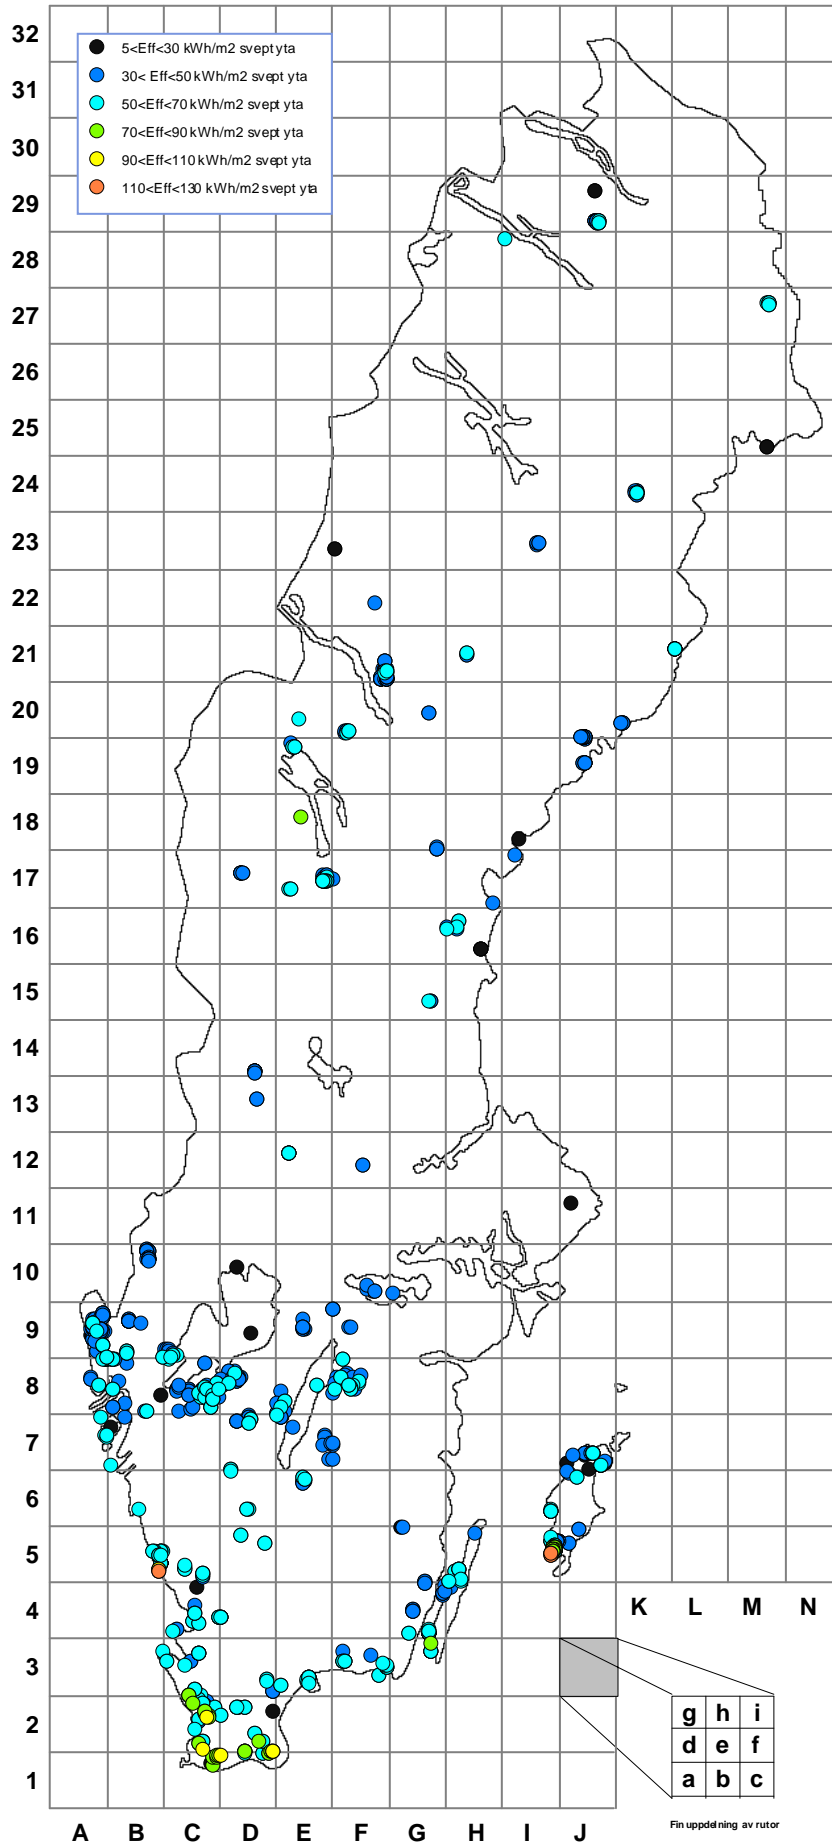 32
5<Eff<30 kWh/m2 svept yta
30< Eff<50 kWh/m2 svept yta
50<Eff<70 kWh/m2 svept yta
70<Eff<90 kWh/m2 svept yta
90<Eff<110 kWh/m2 svept yta
110<Eff<130 kWh/m2 svept yta
31
30
29
28
27
26
25
24
23
22
21
20
19
18
17
16
15
14
13
12
11
10
9
8
7
6
5
4
K L M N
3
2
g h i
d e f
a b c
1
Fin uppdelning av rutor
A B C D E F G H I J